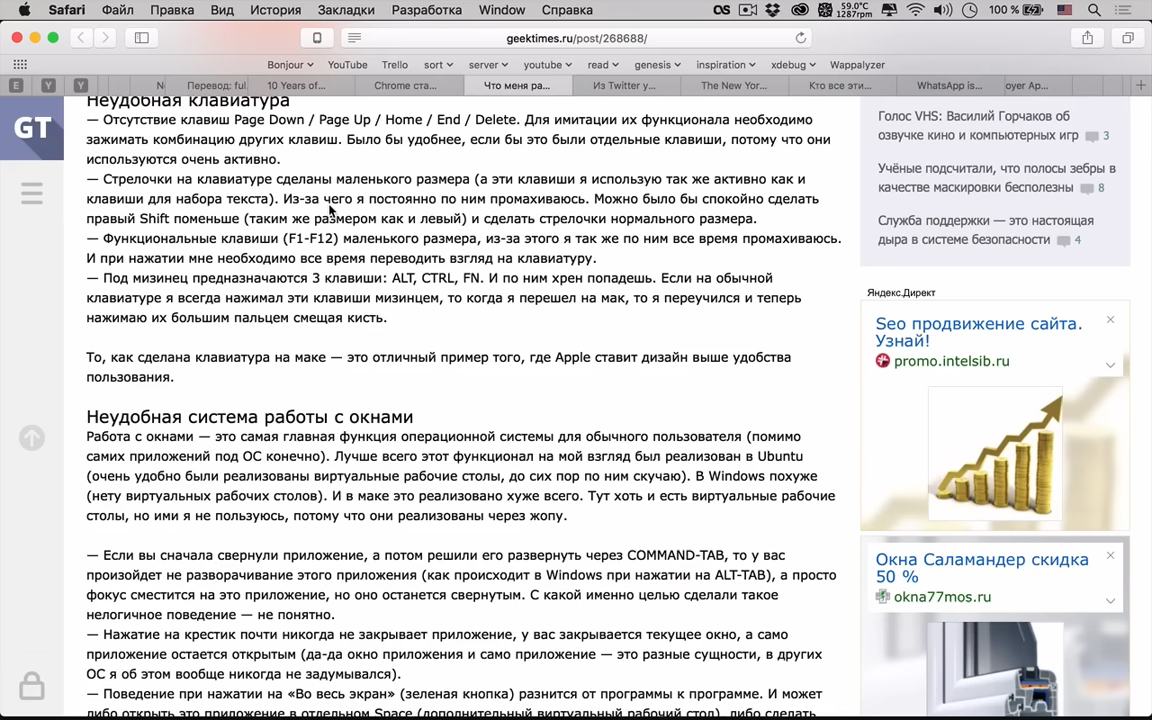 Safari Файл Правка Вид История Закладки Разработка Window Справка
59.0°C
1287rpm
100 %
geektimes.ru/post/268688/
Bonjour YouTube Trello sort server youtube read genesis inspiration xdebug Wappalyzer
E Y Y Перевод: ful 10 Years of... Chrome ста... Что меня ра... Из Twitter у... The New Yor... Кто все эти... WhatsApp is... oyer Ap...
GT
Неудобная клавиатура
— Отсутствие клавиш Page Down / Page Up / Home / End / Delete. Для имитации их функционала необходимо
зажимать комбинацию других клавиш. Было бы удобнее, если бы это были отдельные клавиши, потому что они
используются очень активно.
— Стрелочки на клавиатуре сделаны маленького размера (а эти клавиши я использую так же активно как и
клавиши для набора текста). Из-за чего я постоянно по ним промахиваюсь. Можно было бы спокойно сделать
правый Shift поменьше (таким же размером как и левый) и сделать стрелочки нормального размера.
— Функциональные клавиши (F1-F12) маленького размера, из-за этого я так же по ним все время промахиваюсь.
И при нажатии мне необходимо все время переводить взгляд на клавиатуру.
— Под мизинец предназначаются 3 клавиши: ALT, CTRL, FN. И по ним хрен попадешь. Если на обычной
клавиатуре я всегда нажимал эти клавиши мизинцем, то когда я перешел на мак, то я переучился и теперь
нажимаю их большим пальцем смещая кисть.
То, как сделана клавиатура на маке — это отличный пример того, где Apple ставит дизайн выше удобства
пользования.
Неудобная система работы с окнами
Работа с окнами — это самая главная функция операционной системы для обычного пользователя (помимо
самих приложений под ОС конечно). Лучше всего этот функционал на мой взгляд был реализован в Ubuntu
(очень удобно были реализованы виртуальные рабочие столы, до сих пор по ним скучаю). В Windows похуже
(нету виртуальных рабочих столов). И в маке это реализовано хуже всего. Тут хоть и есть виртуальные рабочие
столы, но ими я не пользуюсь, потому что они реализованы через жопу.
— Если вы сначала свернули приложение, а потом решили его развернуть через COMMAND-TAB, то у вас
произойдет не разворачивание этого приложения (как происходит в Windows при нажатии на ALT-TAB), а просто
фокус сместится на это приложение, но оно останется свернутым. С какой именно целью сделали такое
нелогичное поведение — не понятно.
— Нажатие на крестик почти никогда не закрывает приложение, у вас закрывается текущее окно, а само
приложение остается открытым (да-да окно приложения и само приложение — это разные сущности, в других
ОС я об этом вообще никогда не задумывался).
— Поведение при нажатии на «Во весь экран» (зеленая кнопка) разнится от программы к программе. И может
либо открыть это приложение в отдельном Space (дополнительный виртуальный рабочий стол), либо сделать
Голос VHS: Василий Горчаков об
озвучке кино и компьютерных игр 3
Учёные подсчитали, что полосы зебры в
качестве маскировки бесполезны 8
Служба поддержки — это настоящая
дыра в системе безопасности 4
Яндекс.Директ
Seo продвижение сайта.
Узнай!
promo.intelsib.ru
Окна Саламандер скидка
50 %
okna77mos.ru